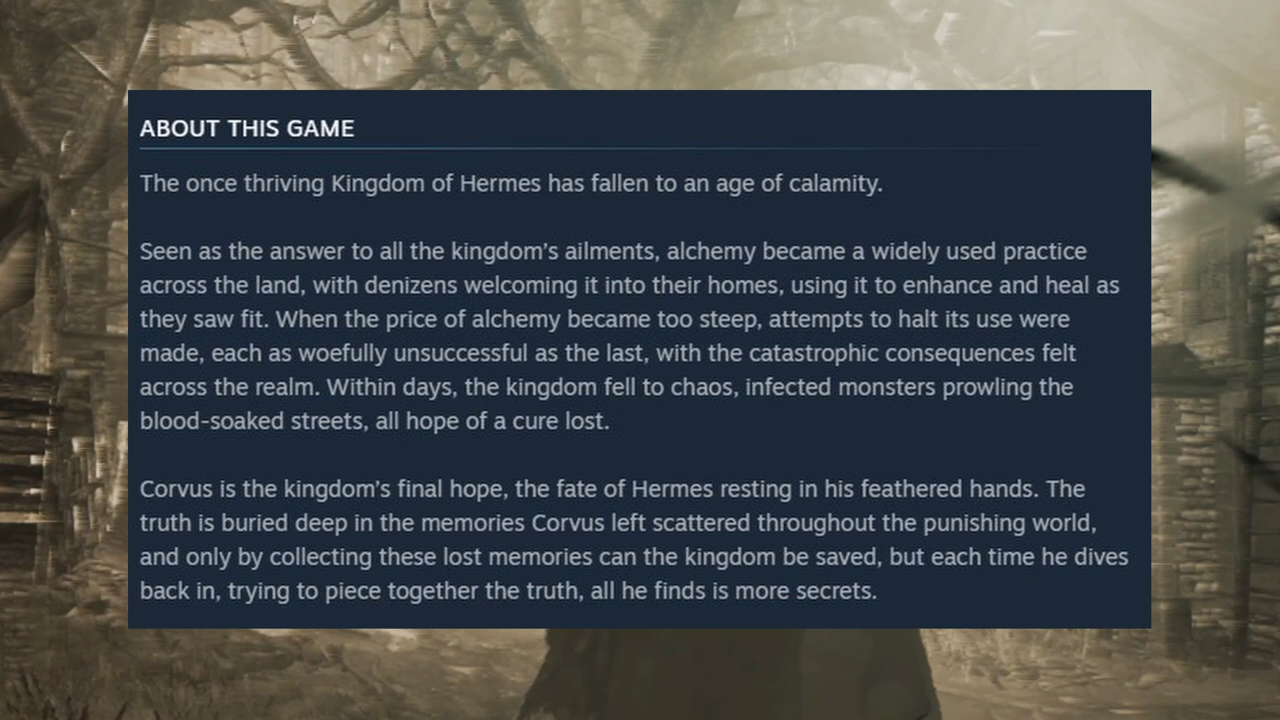 ABOUT THIS GAME
The once thriving Kingdom of Hermes has fallen to an age of calamity.
Seen as the answer to all the kingdom’s ailments, alchemy became a widely used practice
across the land, with denizens welcoming it into their homes, using it to enhance and heal as
they saw fit. When the price of alchemy became too steep, attempts to halt its use were
made, each as woefully unsuccessful as the last, with the catastrophic consequences felt
across the realm. Within days, the kingdom fell to chaos, infected monsters prowling the
blood-soaked streets, all hope of a cure lost.
Corvus is the kingdom’s final hope, the fate of Hermes resting in his feathered hands. The
truth is buried deep in the memories Corvus left scattered throughout the punishing world,
and only by collecting these lost memories can the kingdom be saved, but each time he dives
back in, trying to piece together the truth, all he finds is more secrets.